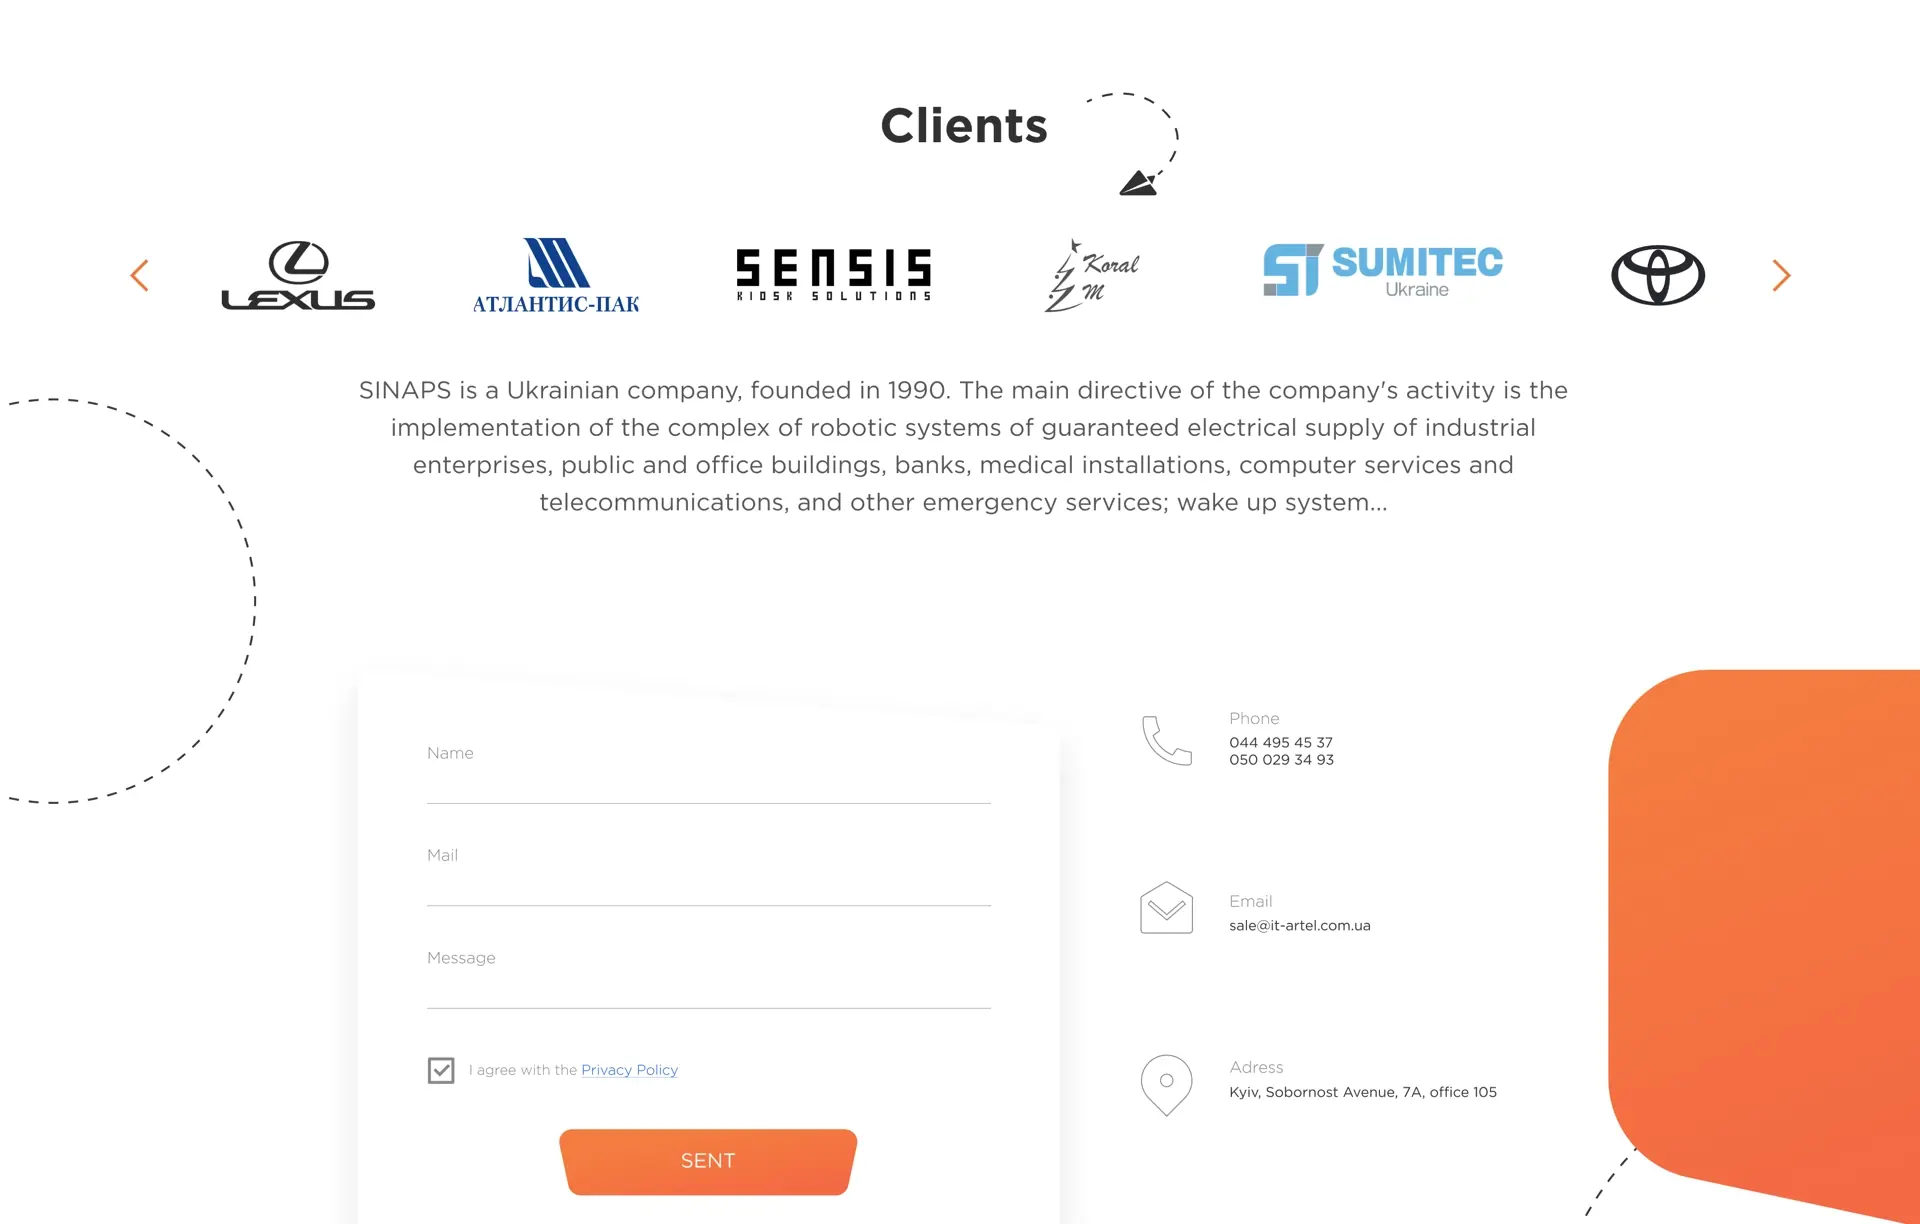 Clients
LEXUS
АТЛАНТИС-ПАК
SENSIS
KIOSK SOLUTIONS
Koral
M
SUMITEC
Ukraine
SINAPS is a Ukrainian company, founded in 1990. The main directive of the company's activity is the
implementation of the complex of robotic systems of guaranteed electrical supply of industrial
enterprises, public and office buildings, banks, medical installations, computer services and
telecommunications, and other emergency services; wake up system...
Name
Mail
Message
I agree with the Privacy Policy
SENT
Phone
044 495 45 37
050 029 34 93
Email
sale@it-artel.com.ua
Adress
Kyiv, Sobornost Avenue, 7A, office 105